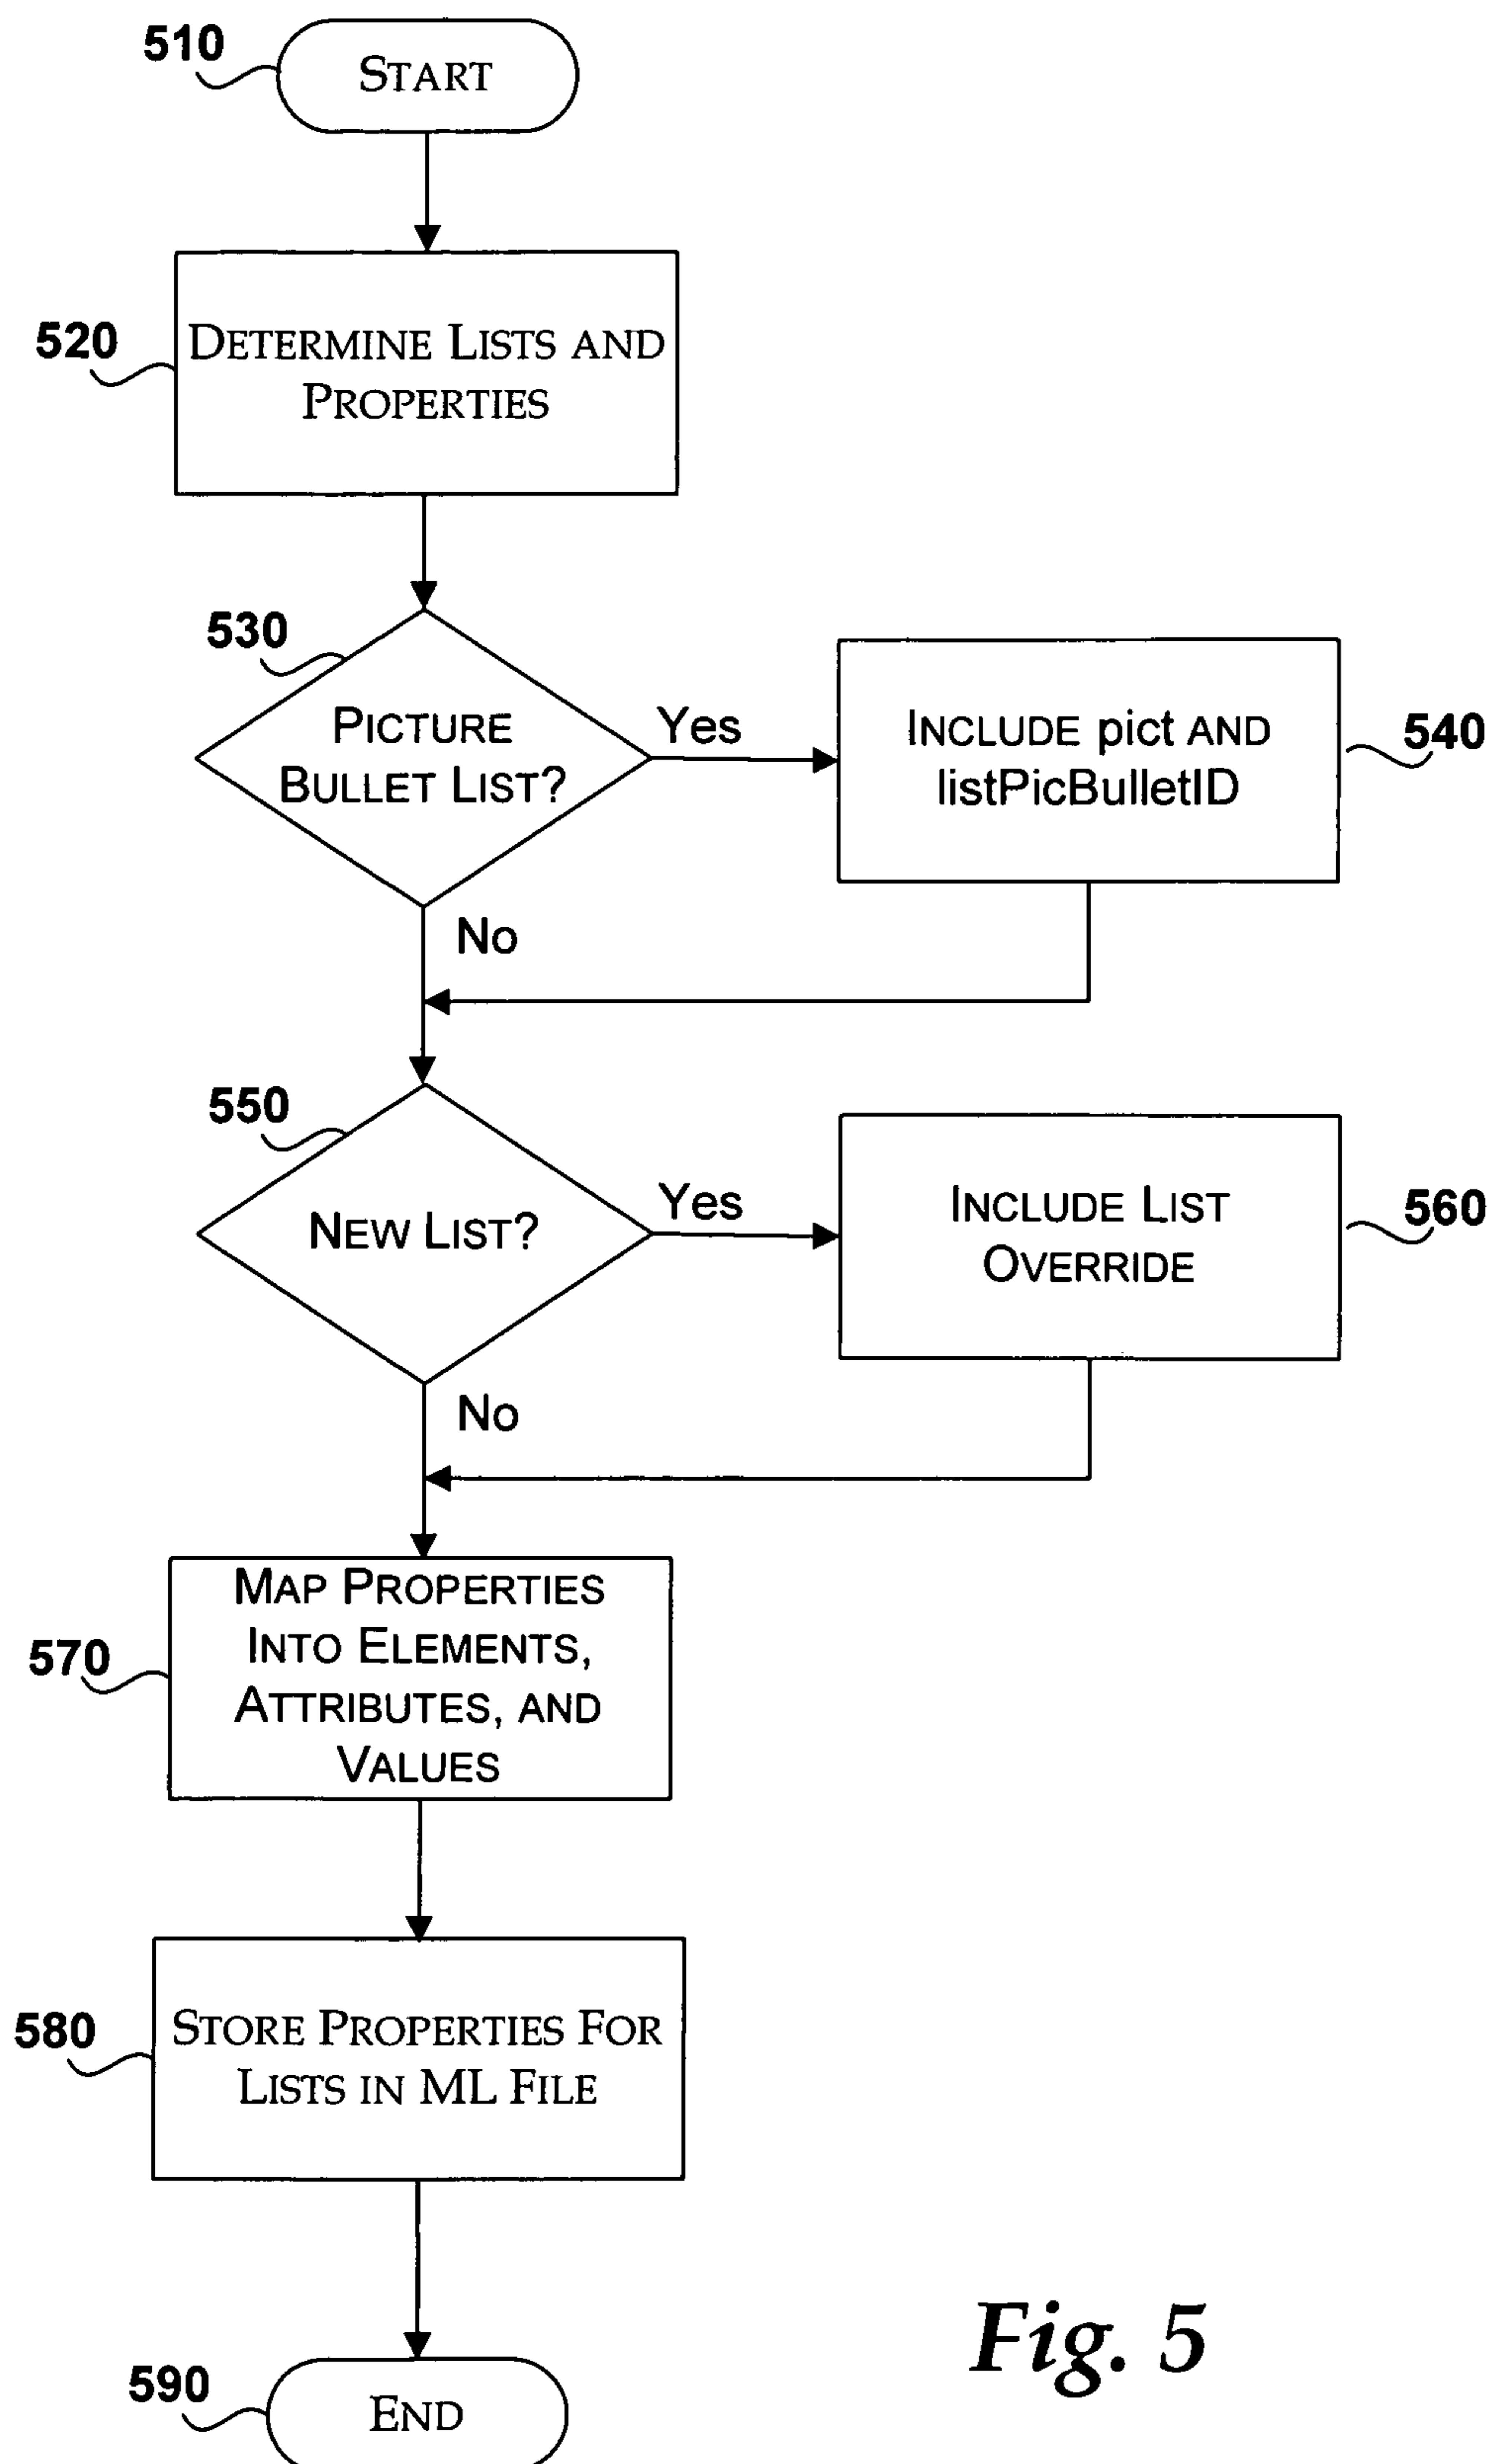 510
START
520
DETERMINE LISTS AND
PROPERTIES
530
PICTURE
BULLET LIST?
Yes
INCLUDE pict AND
listPicBulletID
540
No
550
NEW LIST?
Yes
INCLUDE LIST
OVERRIDE
560
No
570
MAP PROPERTIES
INTO ELEMENTS,
ATTRIBUTES, AND
VALUES
580
STORE PROPERTIES FOR
LISTS IN ML FILE
590
END
Fig. 5